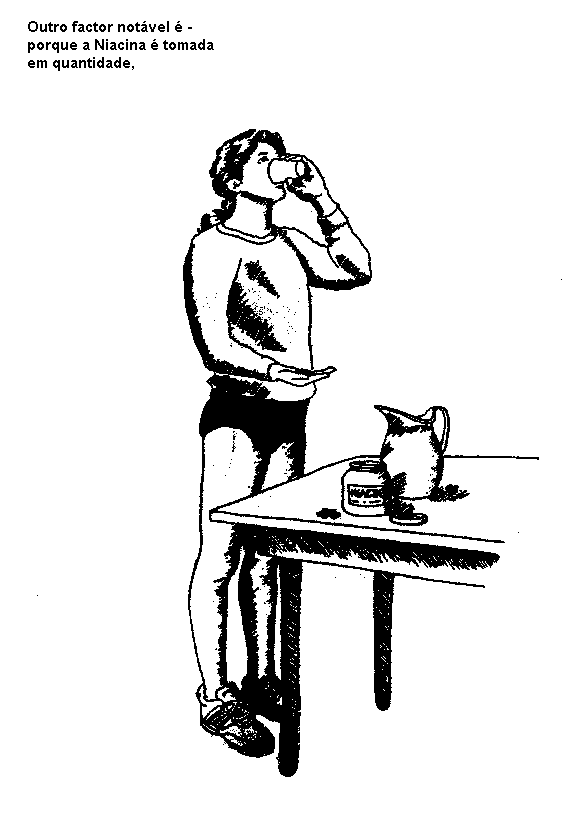 Outro factor notável é -
porque a Niacina é tomada
em quantidade,